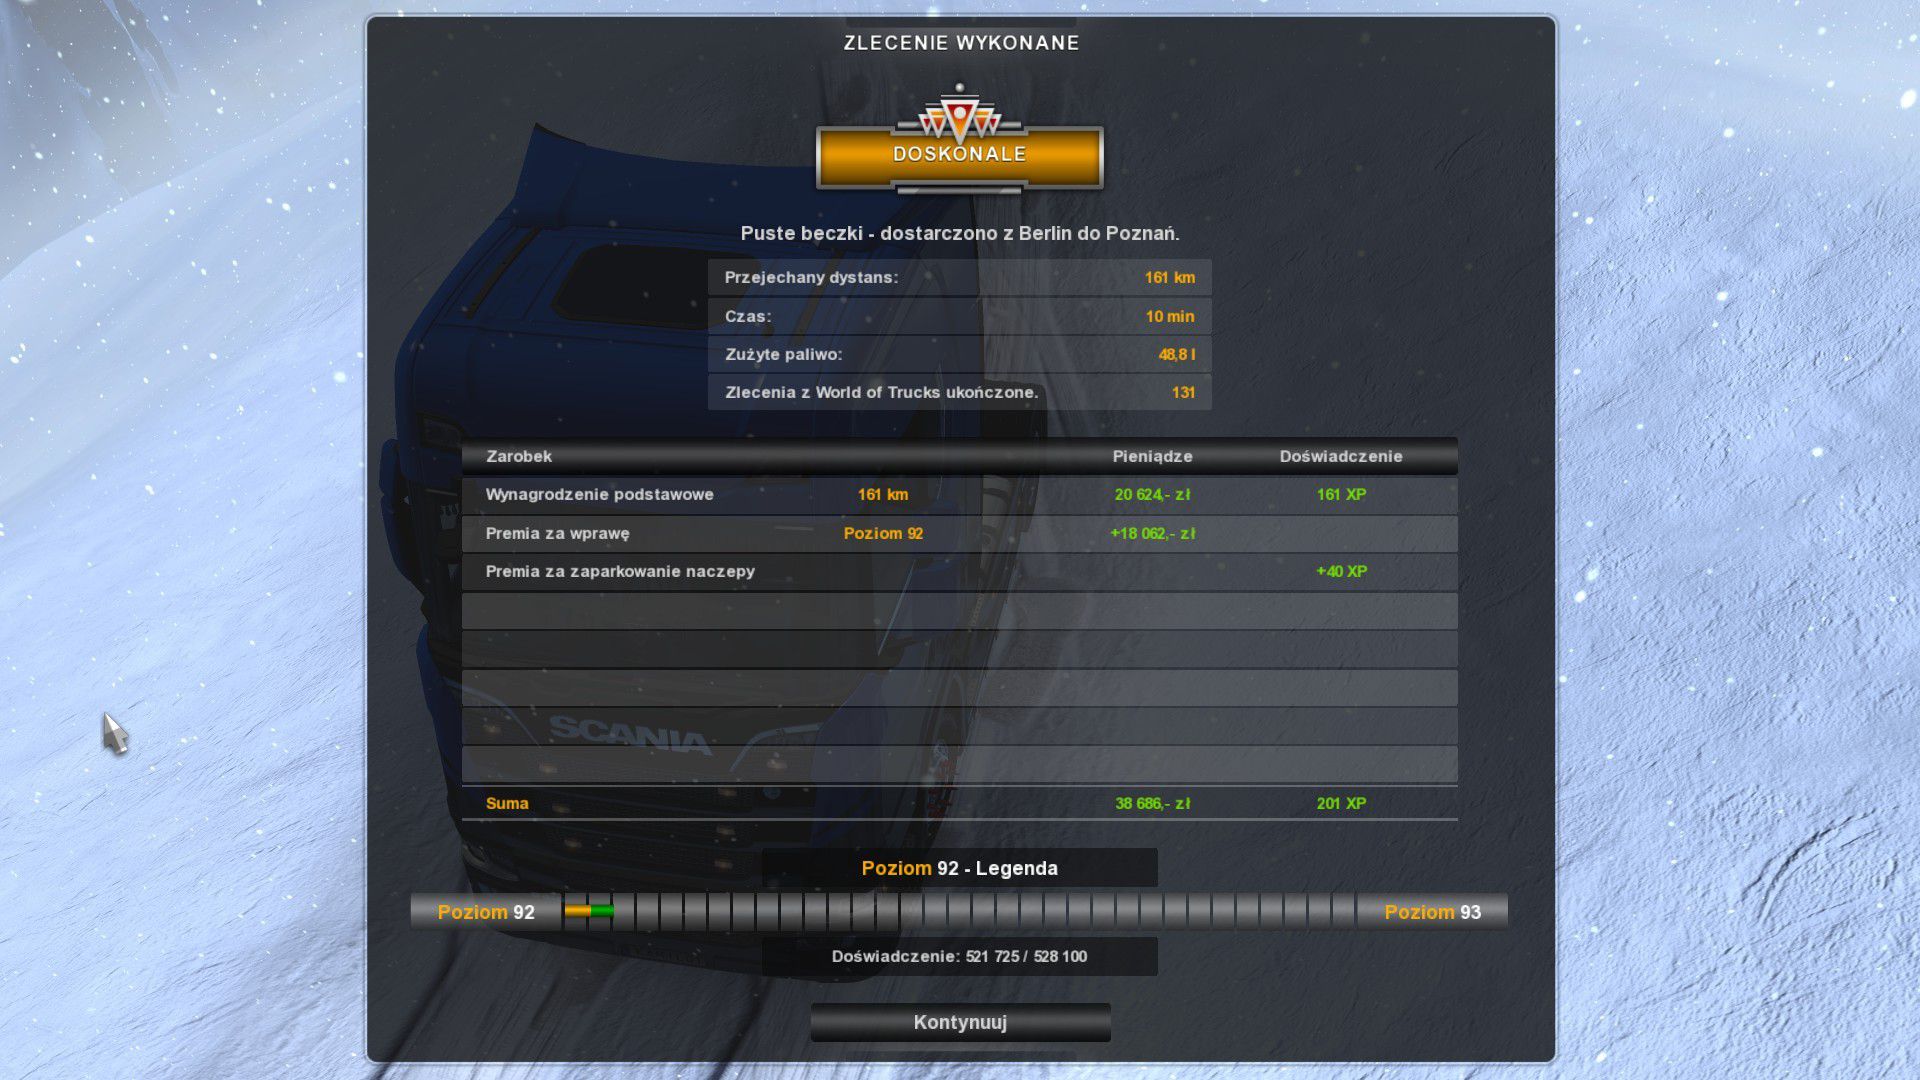 ZLECENIE WYKONANE
DOSKONALE
Puste beczki - dostarczono z Berlin do Poznań.
Przejechany dystans: 161 km
Czas: 10 min
Zużyte paliwo: 48,8 l
Zlecenia z World of Trucks ukończone. 131
Zarobek Pieniądze Doświadczenie
Wynagrodzenie podstawowe 161 km 20 624,- zł 161 XP
Premia za wprawę Poziom 92 +18 062,- zł
Premia za zaparkowanie naczepy +40 XP
SCANIA
Suma 38 686,- zł 201 XP
Poziom 92 - Legenda
Poziom 92 Poziom 93
Doświadczenie: 521 725 / 528 100
Kontynuuj